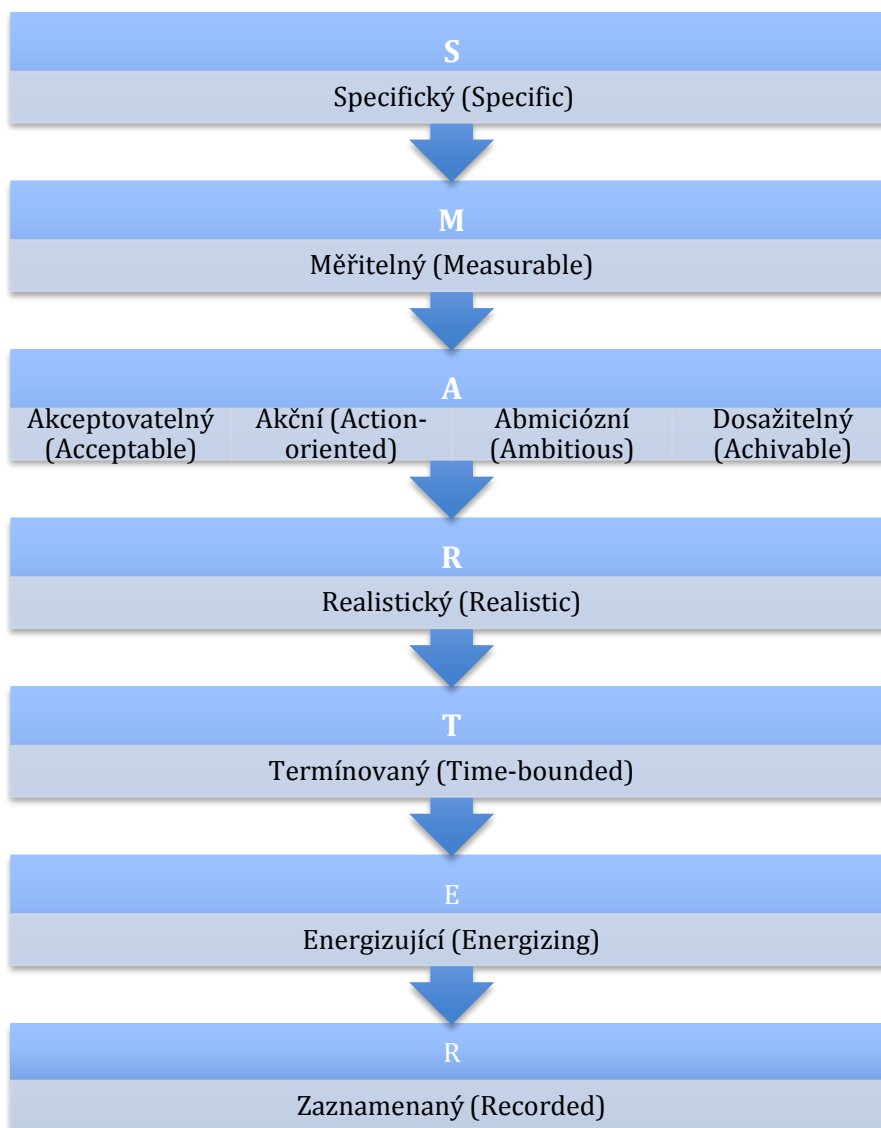 S
Specifický (Specific)
M
Měřitelný (Measurable)
A
Akceptovatelný
(Acceptable)
Akční (Action-
oriented)
Abmiciózní
(Ambitious)
Dosažitelný
(Achivable)
R
Realistický (Realistic)
T
Termínovaný (Time-bounded)
E
Energizující (Energizing)
R
Zaznamenaný (Recorded)